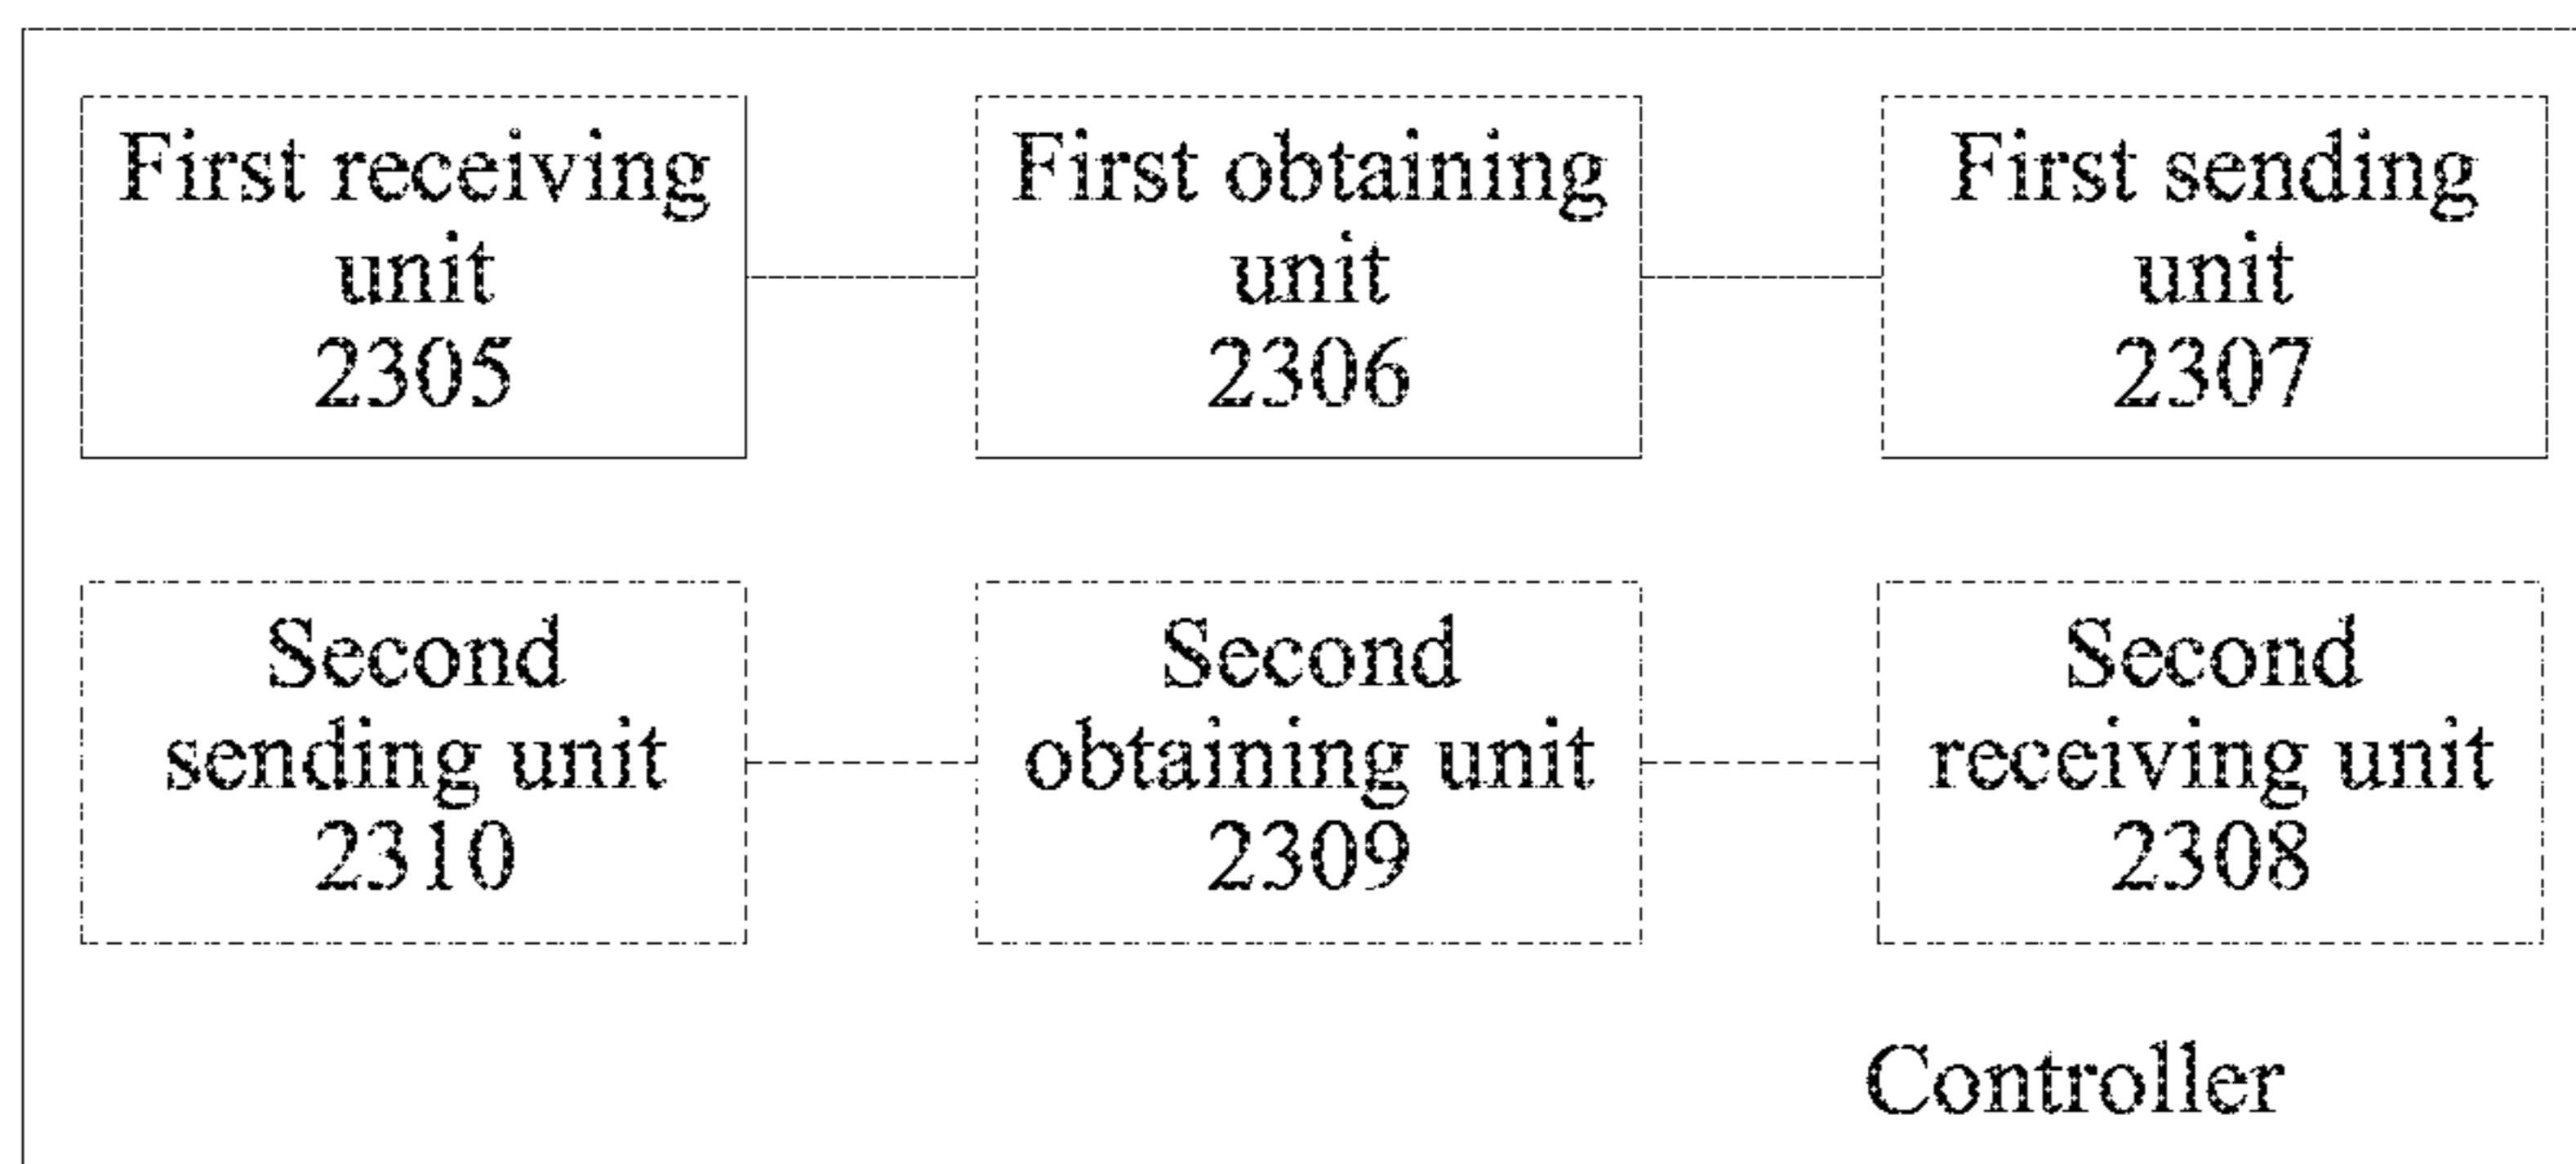 First receiving
unit
2305
First obtaining
unit
2306
First sending
unit
2307
Second
sending unit
2310
Second
obtaining unit
2309
Second
receiving unit
2308
Controller